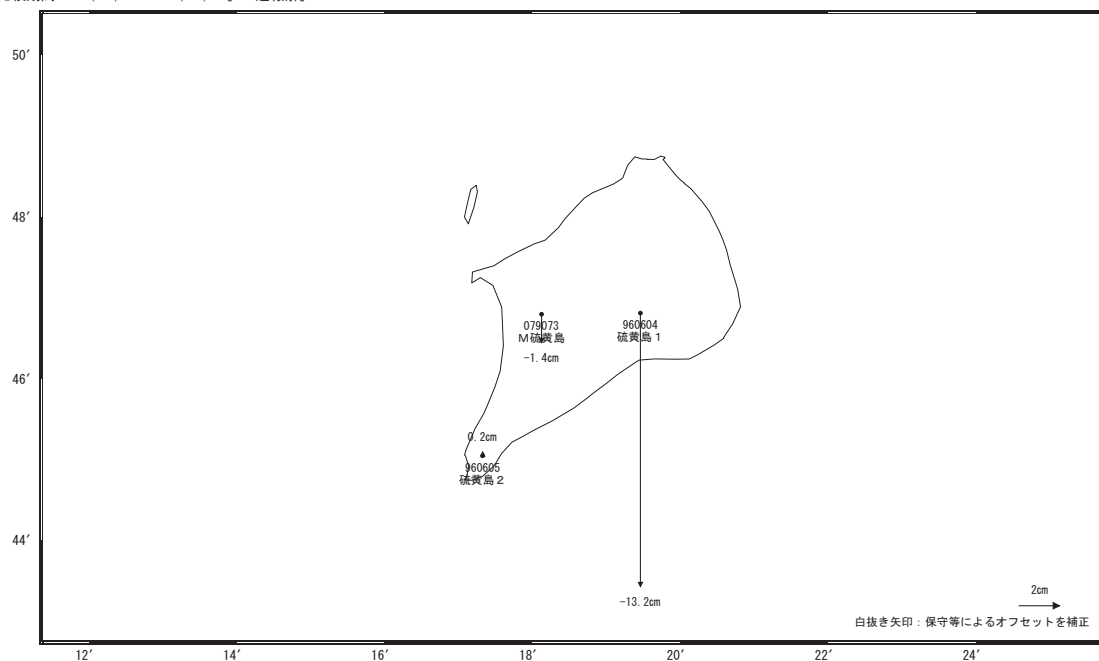 50′
48′
079073
M硫黄島
-1.4cm
960604
硫黄島１
46′
0.2cm
960605
硫黄島２
44′
-13.2cm
2cm
白抜き矢印：保守等によるオフセットを補正
12′ 14′ 16′ 18′ 20′ 22′ 24′